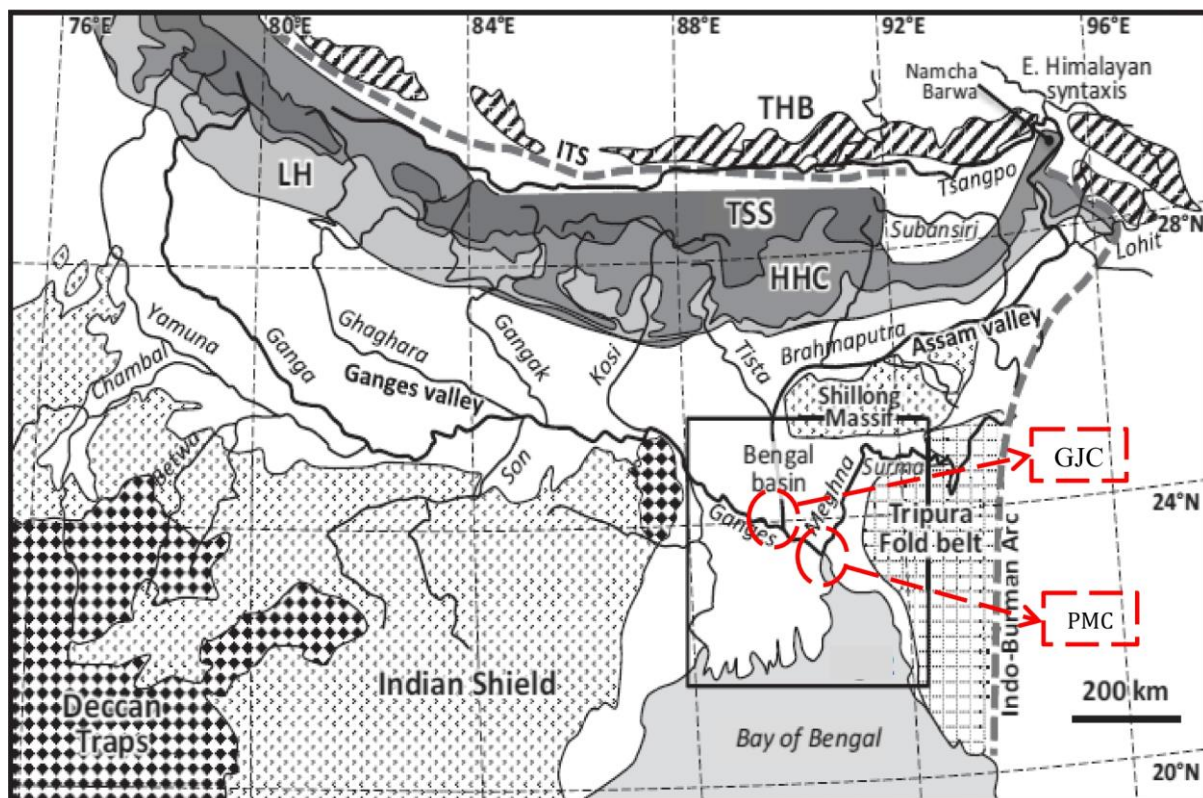 76°E
80°E
84°E
88°E
92°E
96°E
Namcha
Barwa
E. Himalayan
syntaxis
THB
ITS
LH
Tsangpo
TSS
Subansiri
28°N
Lohit
HHC
Yamuna
Chambal
Ganga
Ghaghara
Gangak
Kosi
Tista
Brahmaputra
Assam valley
Ganges valley
Shillong
Massif
Betwa
Son
Bengal
basin
Meghna
Surma
GJC
24°N
Ganges
Tripura
Fold belt
PMC
Indian Shield
Deccan
Traps
Indo-Burman Arc
200 km
Bay of Bengal
20°N